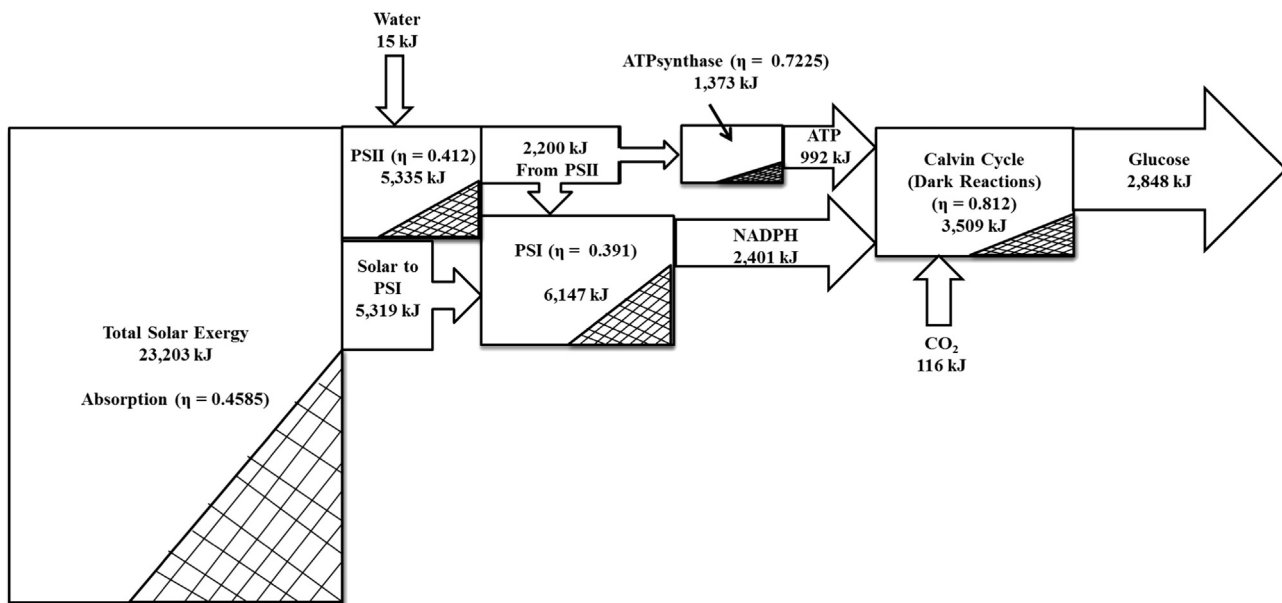 Water
15 kJ
ATPsynthase (η = 0.7225)
1,373 kJ
PSII (η = 0.412)
5,335 kJ
2,200 kJ
From PSII
ATP
992 kJ
Calvin Cycle
(Dark Reactions)
(η = 0.812)
3,509 kJ
Glucose
2,848 kJ
Solar to
PSI
5,319 kJ
PSI (η = 0.391)
6,147 kJ
NADPH
2,401 kJ
Total Solar Exergy
23,203 kJ
Absorption (η = 0.4585)
CO₂
116 kJ